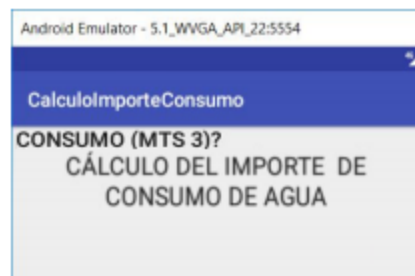 Android Emulator - 5.1_WVGA_API_22:5554
CalculoImporteConsumo
CONSUMO (MTS 3)?
CÁLCULO DEL IMPORTE DE
CONSUMO DE AGUA